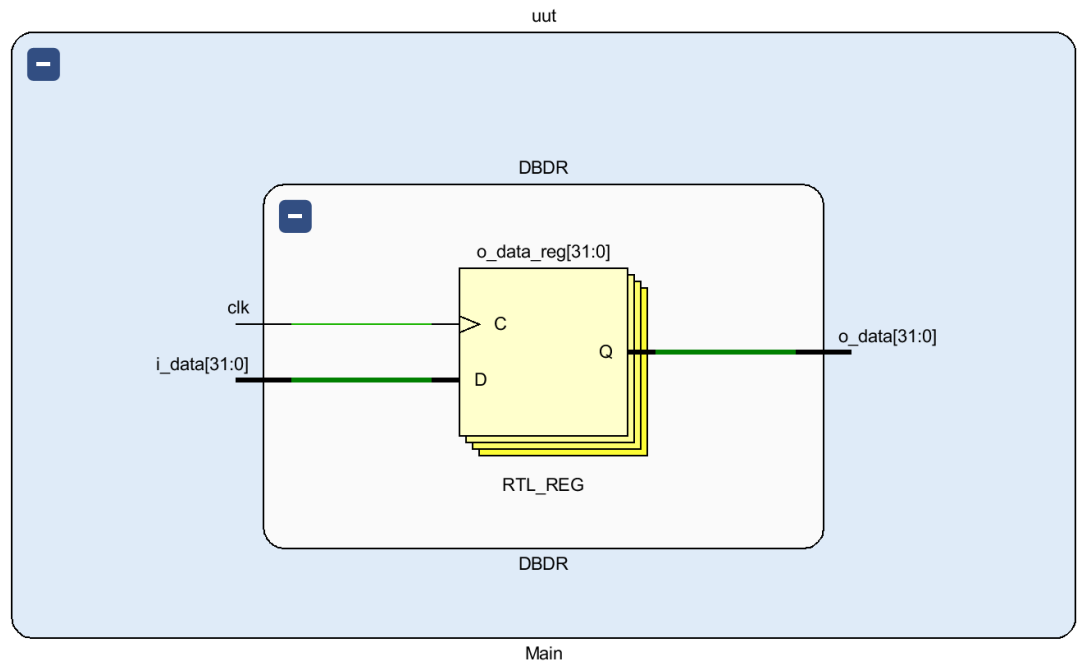 uut
DBDR
o_data_reg[31:0]
clk
C
i_data[31:0]
D
Q
o_data[31:0]
RTL_REG
DBDR
Main